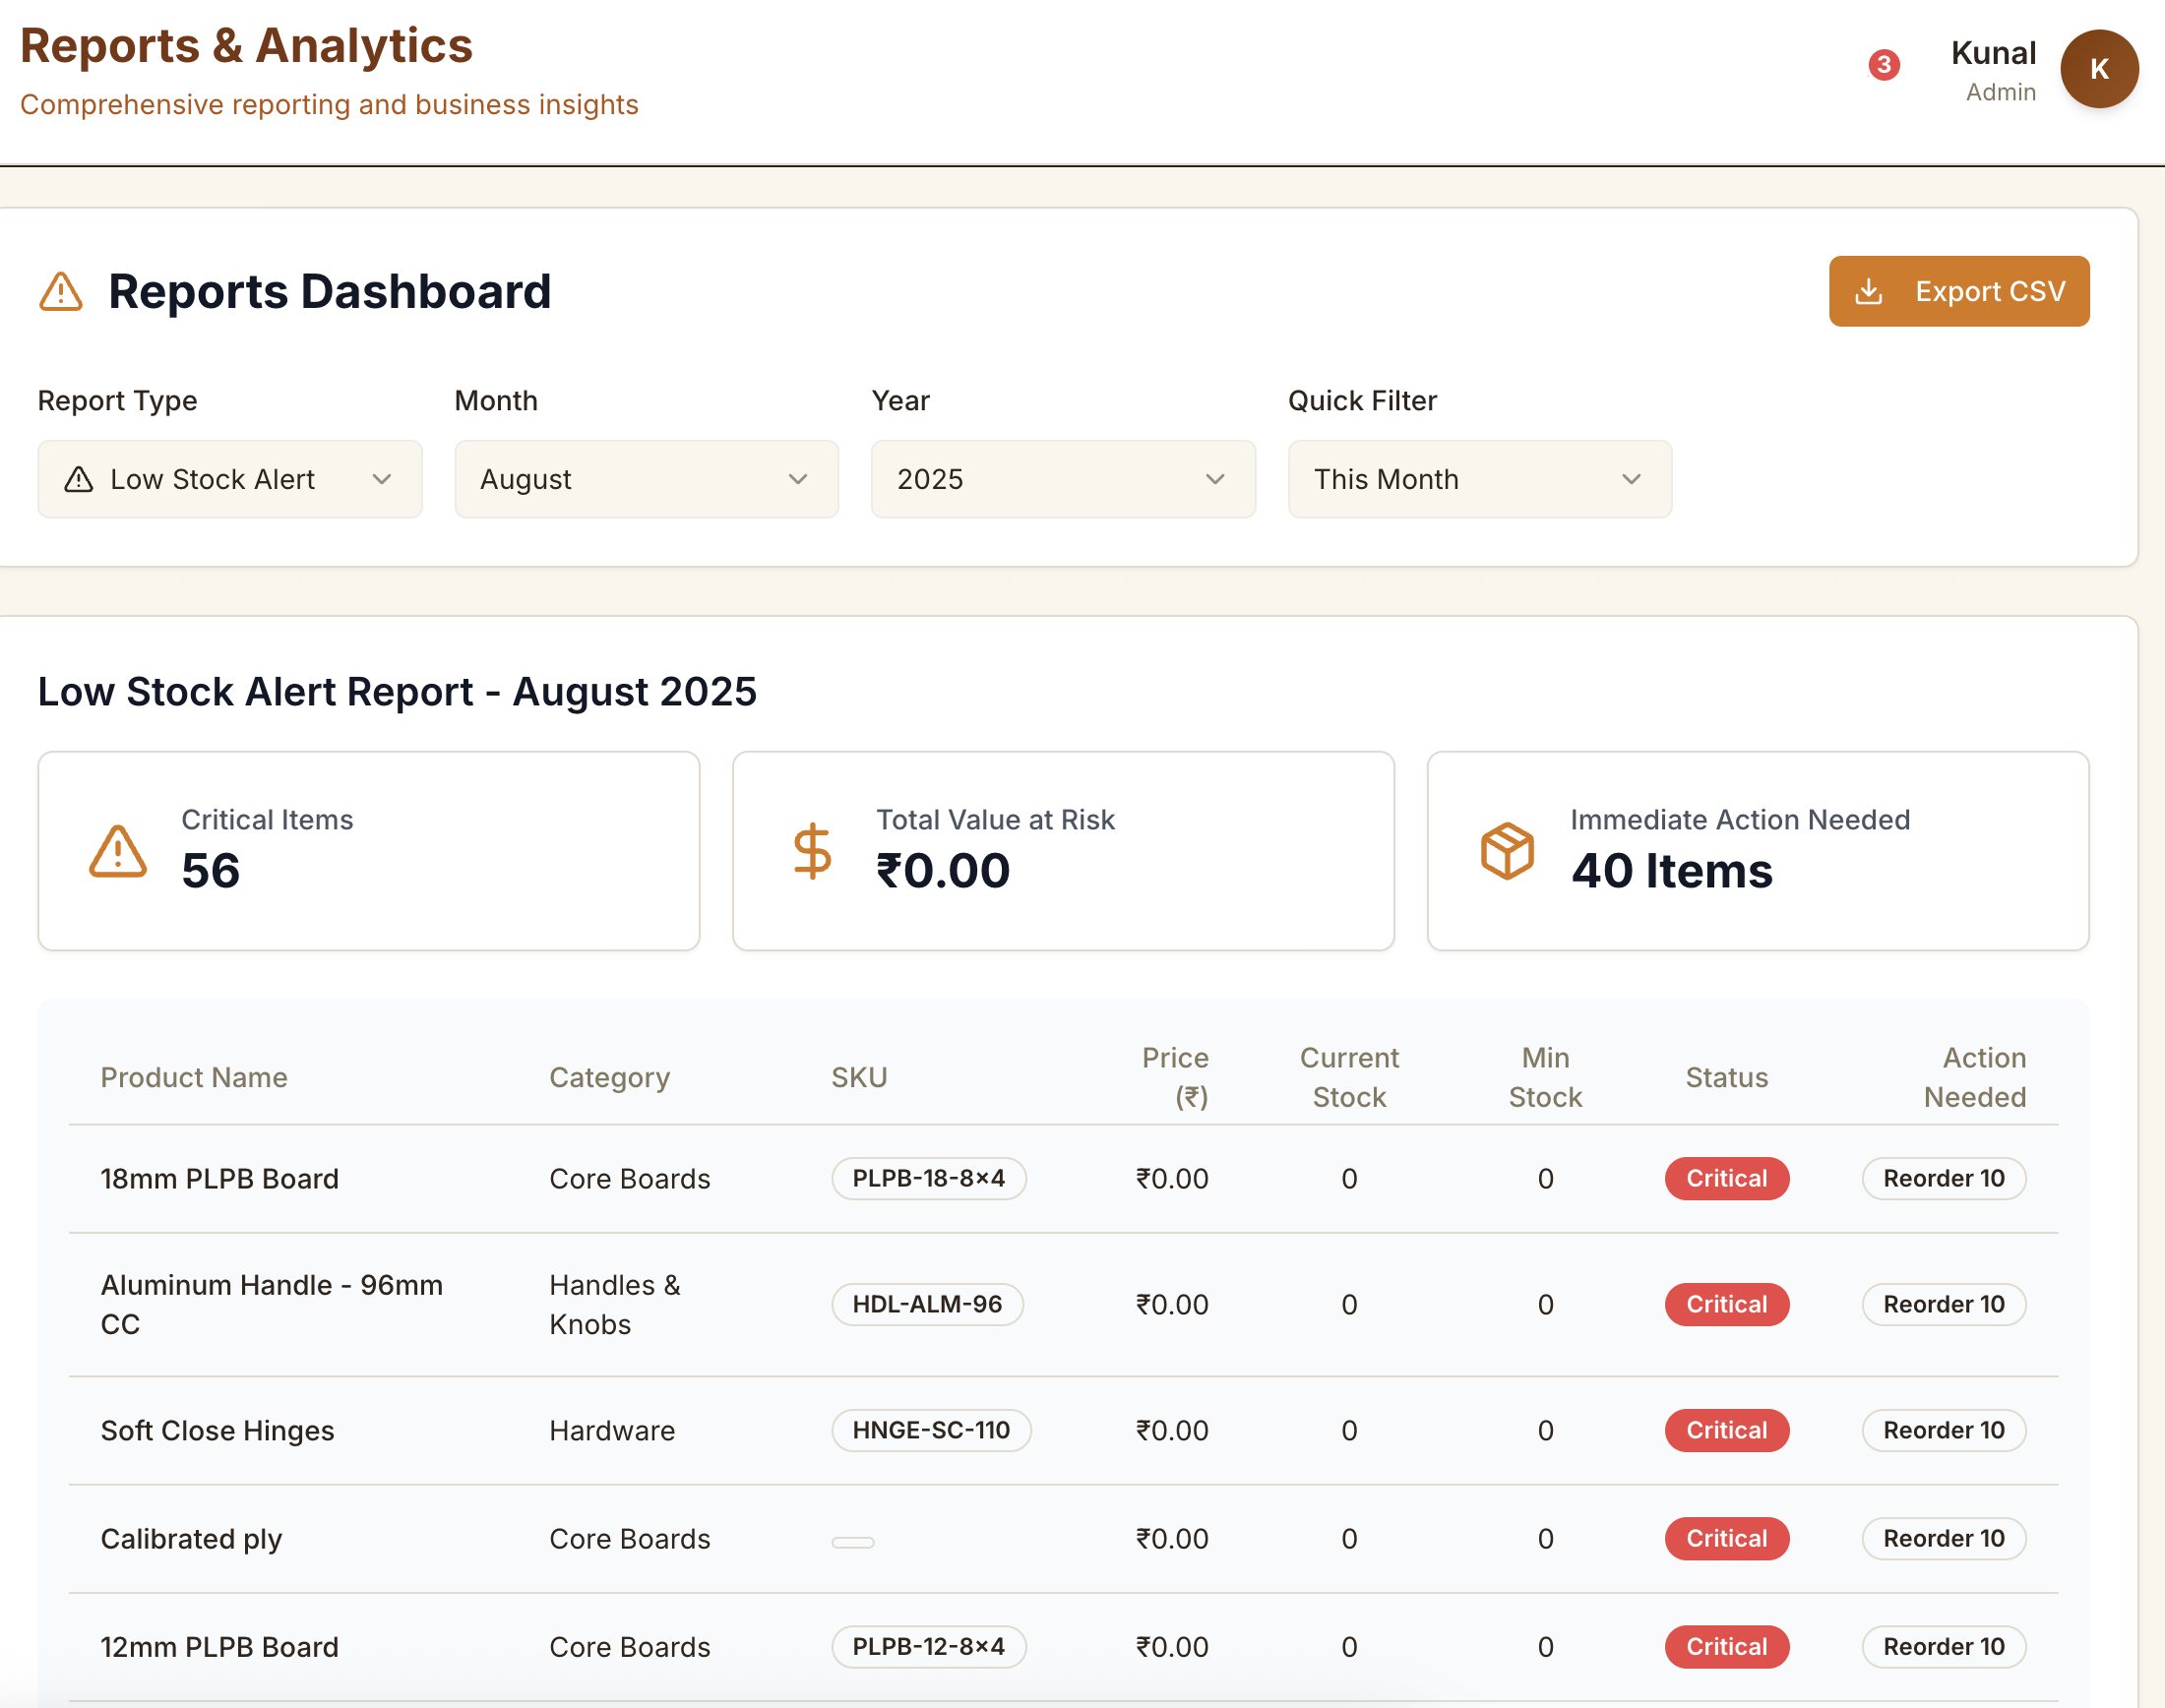 Reports & Analytics
Comprehensive reporting and business insights
3
Kunal
Admin
K
Reports Dashboard
Export CSV
Report Type
Month
Year
Quick Filter
Low Stock Alert
August
2025
This Month
Low Stock Alert Report - August 2025
Critical Items
56
$
Total Value at Risk
₹0.00
Immediate Action Needed
40 Items
Product Name Category SKU Price (₹) Current Stock Min Stock Status Action Needed
18mm PLPB Board Core Boards PLPB-18-8x4 ₹0.00 0 0 Critical Reorder 10
Aluminum Handle - 96mm CC Handles & Knobs HDL-ALM-96 ₹0.00 0 0 Critical Reorder 10
Soft Close Hinges Hardware HNGE-SC-110 ₹0.00 0 0 Critical Reorder 10
Calibrated ply Core Boards ₹0.00 0 0 Critical Reorder 10
12mm PLPB Board Core Boards PLPB-12-8x4 ₹0.00 0 0 Critical Reorder 10